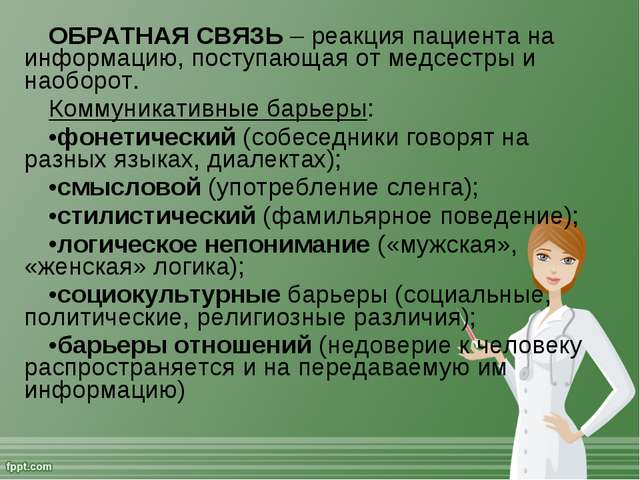 ОБРАТНАЯ СВЯЗЬ – реакция пациента на
информацию, поступающая от медсестры и
наоборот.
Коммуникативные барьеры:
•фонетический (собеседники говорят на
разных языках, диалектах);
•смысловой (употребление сленга);
•стилистический (фамильярное поведение);
•логическое непонимание («мужская»,
«женская» логика);
•социокультурные барьеры (социальные,
политические, религиозные различия);
•барьеры отношений (недоверие к человеку
распространяется и на передаваемую им
информацию)
fppt.com